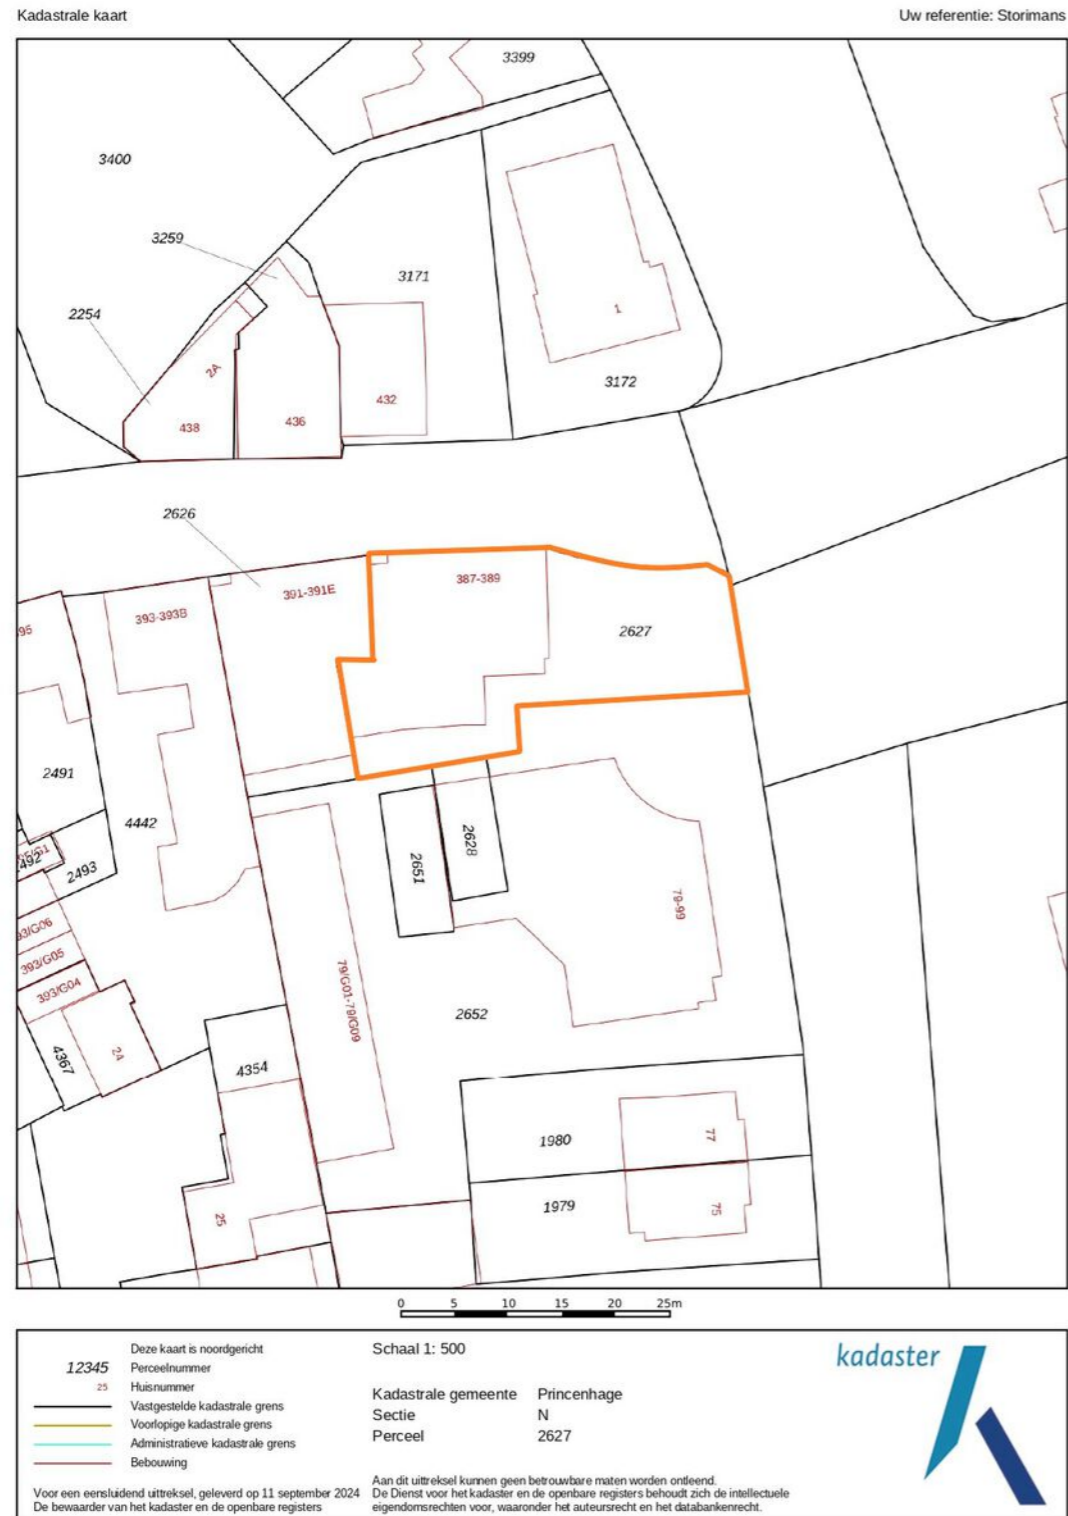 Kadastrale kaart
Uw referentie: Storimans
3399
3400
3259
3171
2254
1
2A
3172
432
436
438
2626
387-389
391-391E
393-393B
2627
95
2491
4442
2628
2651
2492
2493
79-99
393/G05
393/G04
79/G01-79/G09
2652
4367
24
4354
1980
77
1979
75
25
0 5 10 15 20 25m
Deze kaart is noordgericht
12345 Perceelnummer
25 Huisnummer
Vastgestelde kadastrale grens
Voorlopige kadastrale grens
Administratieve kadastrale grens
Bebouwing
Voor een eensluidend uittreksel, geleverd op 11 september 2024
De bewaarder van het kadaster en de openbare registers
Schaal 1: 500
Kadastrale gemeente Princenhage
Sectie N
Perceel 2627
Aan dit uittreksel kunnen geen betrouwbare maten worden ontleend.
De Dienst voor het kadaster en de openbare registers behoudt zich de intellectuele
eigendomsrechten voor, waaronder het auteursrecht en het databankenrecht.
kadaster